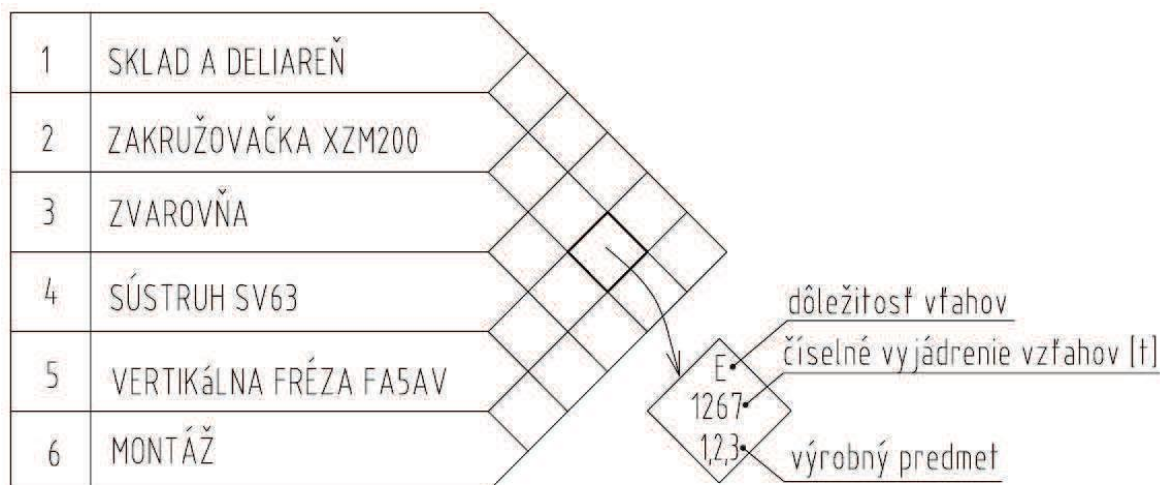 1 SKLAD A DELIAREŇ
2 ZAKRUŽOVAČKA XZM200
3 ZVAROVŇA
4 SÚSTRUH SV63
5 VERTIKáLNA FRÉZA FA5AV
6 MONTÁŽ
dôležitosť vťahov
číselné vyjádrenie vzťahov [t]
E
1267
1,2,3
výrobný predmet